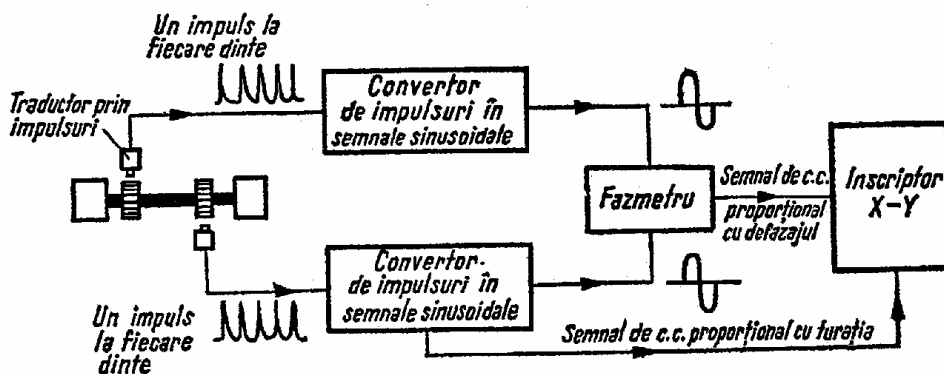 Un impuls la
fiecare dinte
Traductor prin
impulsuri
Convertor
de impulsuri în
semnale sinusoidale
Fazmetru
Semnal de c.c.
proporțional
cu defazajul
Inscriptor
X-Y
Convertor.
de impulsuri în
semnale sinusoidale
Un impuls
la fiecare
dinte
Semnal de c.c. proporțional cu turația